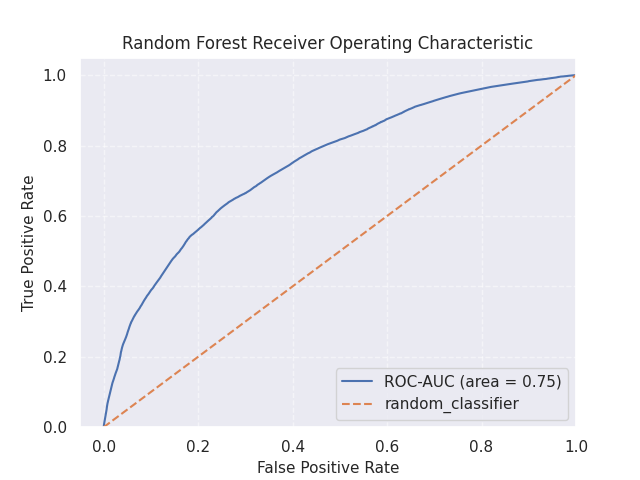 Random Forest Receiver Operating Characteristic
1.0
0.8
0.6
0.4
0.2
0.0
True Positive Rate
ROC-AUC (area = 0.75)
random_classifier
0.0 0.2 0.4 0.6 0.8 1.0
False Positive Rate